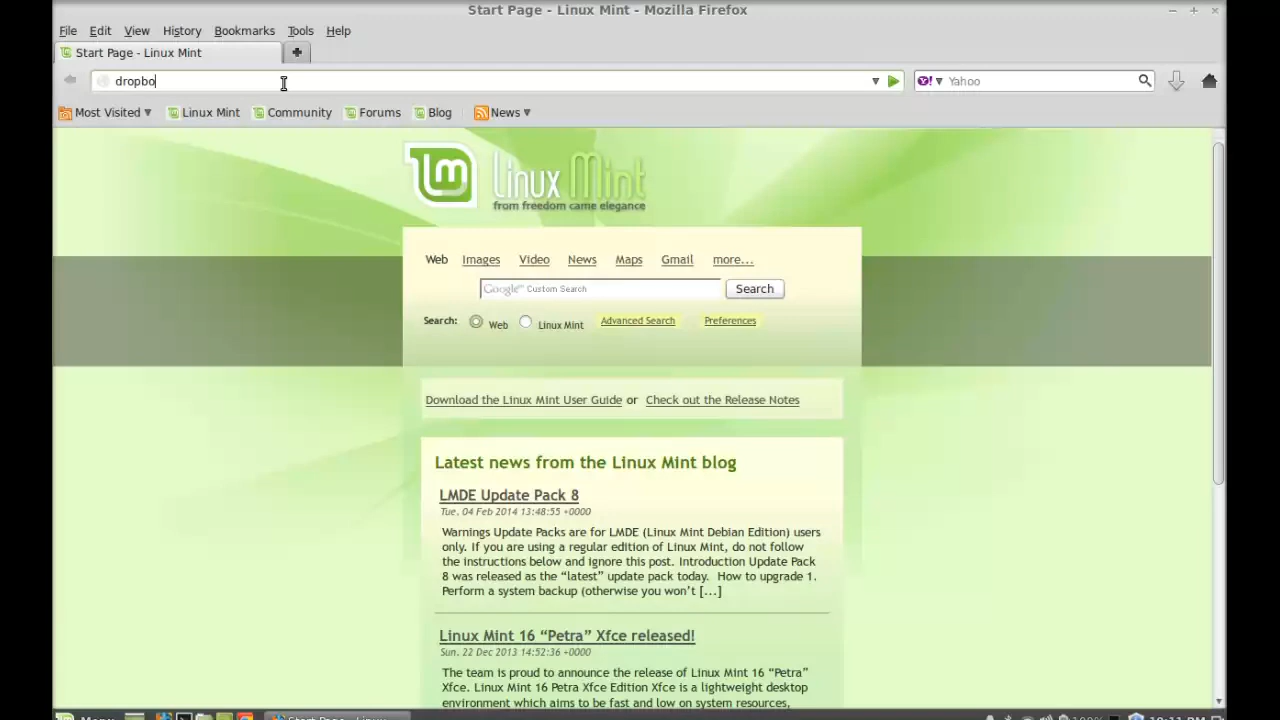 Start Page - Linux Mint - Mozilla Firefox
File Edit View History Bookmarks Tools Help
Start Page - Linux Mint
dropbo
Yahoo
Most Visited Linux Mint Community Forums Blog News
Linux Mint
from freedom came elegance
Web Images Video News Maps Gmail more...
Google™ Custom Search Search
Search: Web Linux Mint Advanced Search Preferences
Download the Linux Mint User Guide or Check out the Release Notes
Latest news from the Linux Mint blog
LMDE Update Pack 8
Tue, 04 Feb 2014 13:48:55 +0000
Warnings Update Packs are for LMDE (Linux Mint Debian Edition) users
only. If you are using a regular edition of Linux Mint, do not follow
the instructions below and ignore this post. Introduction Update Pack
8 was released as the “latest” update pack today. How to upgrade 1.
Perform a system backup (otherwise you won’t [...]
Linux Mint 16 “Petra” Xfce released!
Sun, 22 Dec 2013 14:52:36 +0000
The team is proud to announce the release of Linux Mint 16 “Petra”
Xfce. Linux Mint 16 Petra Xfce Edition Xfce is a lightweight desktop
environment which aims to be fast and low on system resources,
Menu Start Page - Linux 100% 10:11 PM